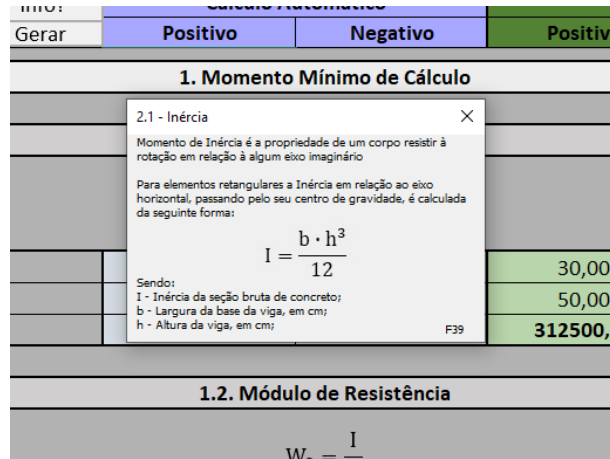 Info?
Cálculo Automático
Gerar
Positivo
Negativo
Positiv
1. Momento Mínimo de Cálculo
2.1 - Inércia
Momento de Inércia é a propriedade de um corpo resistir à
rotação em relação à algum eixo imaginário
Para elementos retangulares a Inércia em relação ao eixo
horizontal, passando pelo seu centro de gravidade, é calculada
da seguinte forma:
I = b · h³ / 12
Sendo:
I - Inércia da seção bruta de concreto;
b - Largura da base da viga, em cm;
h - Altura da viga, em cm;
F39
30,00
50,00
312500,
1.2. Módulo de Resistência
I